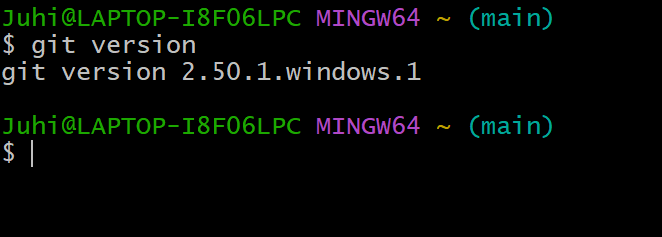 Juhi@LAPTOP-I8F06LPC MINGW64 ~ (main)
$ git version
git version 2.50.1.windows.1
Juhi@LAPTOP-I8F06LPC MINGW64 ~ (main)
$